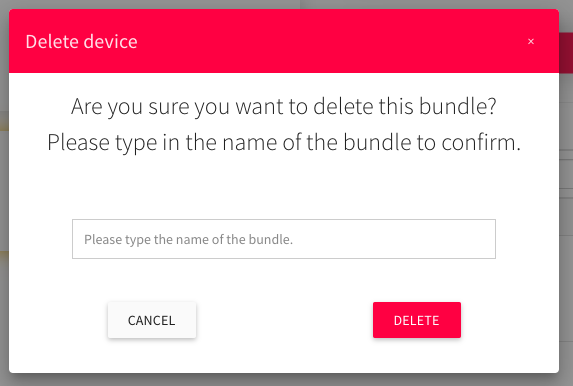 Delete device ×
Are you sure you want to delete this bundle?
Please type in the name of the bundle to confirm.
Please type the name of the bundle.
CANCEL DELETE